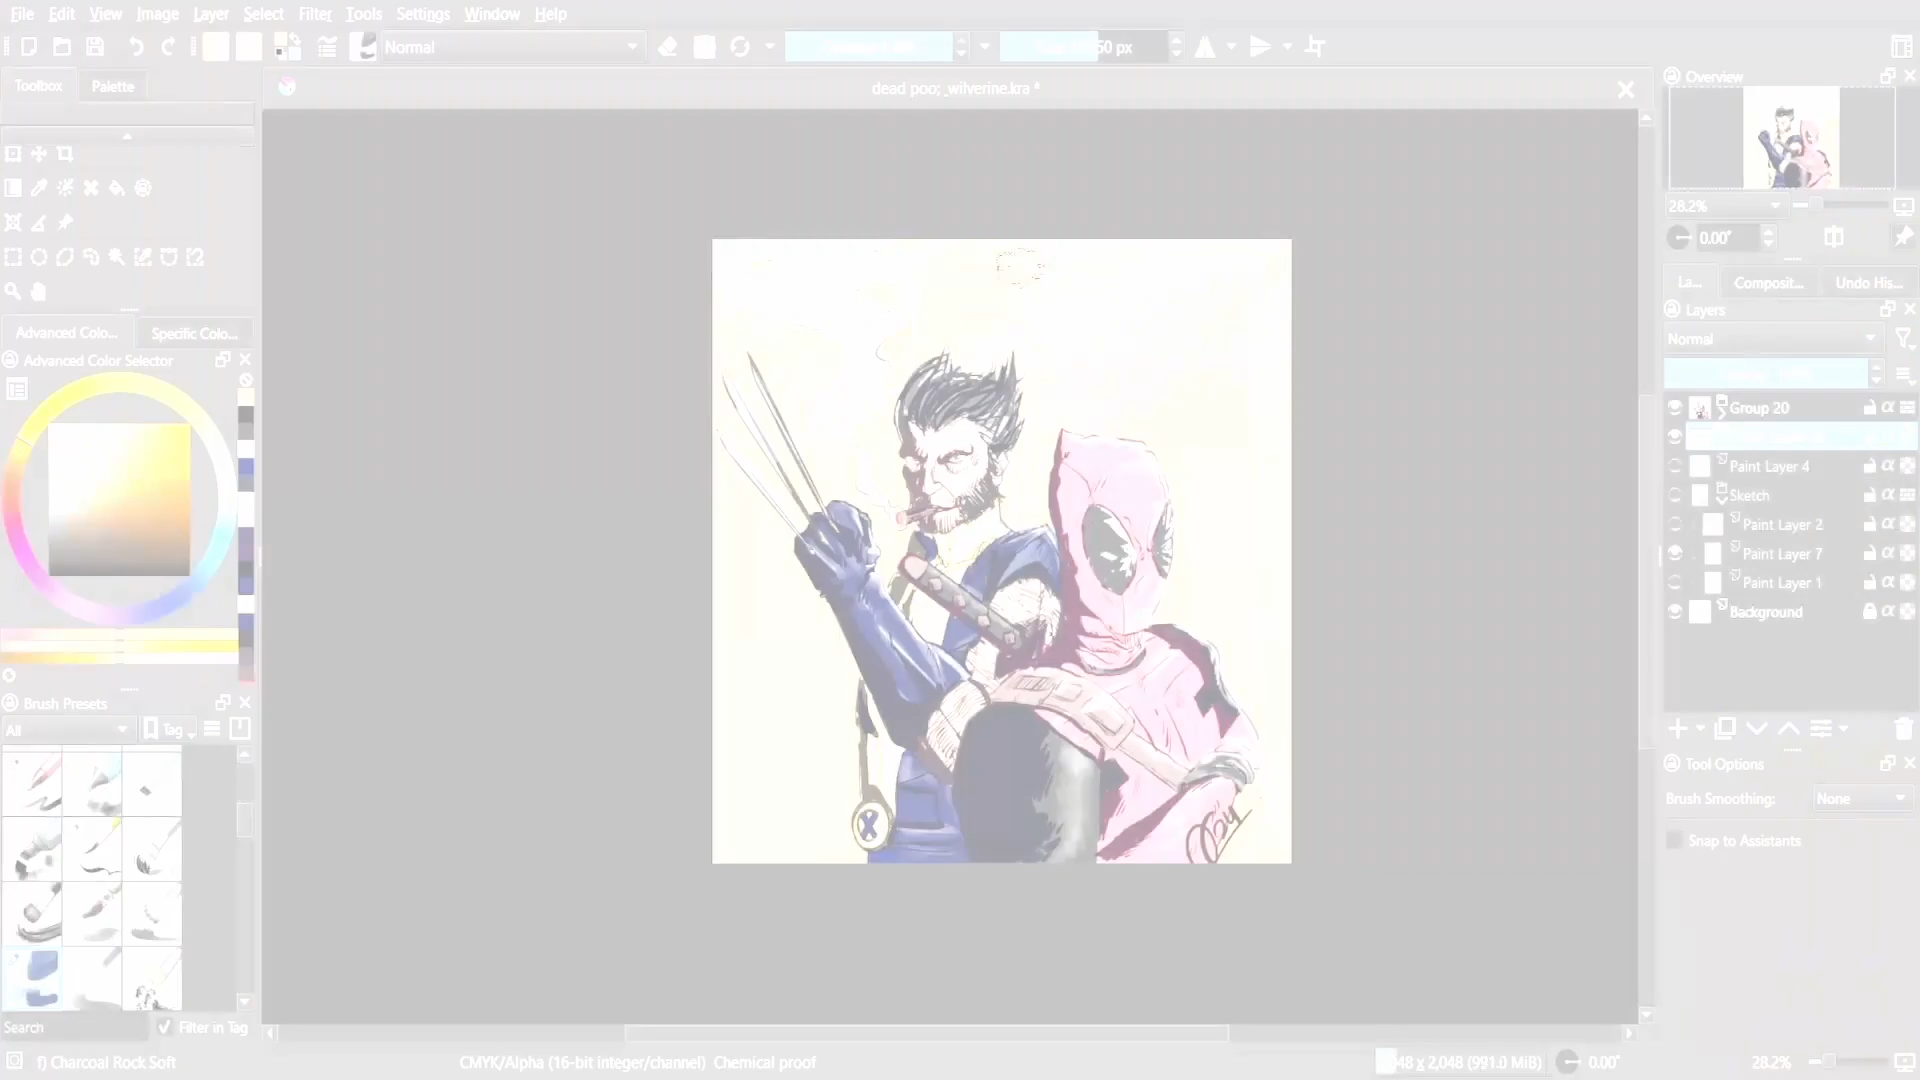 File Edit View Image Layer Select Filter Tools Settings Window Help
Normal
50 px
Toolbox Palette
dead poo; _wilverine.kra *
Overview
28.2%
0.00°
La... Composit... Undo His...
Layers
Normal
Group 20
Paint Layer 4
Sketch
Paint Layer 2
Paint Layer 7
Paint Layer 1
Background
Advanced Colo... Specific Colo...
Advanced Color Selector
Brush Presets
All Tag
Tool Options
Brush Smoothing: None
Snap to Assistants
Search Filter in Tag
f) Charcoal Rock Soft CMYK/Alpha (16-bit integer/channel) Chemical proof 48 x 2,048 (991.0 MiB) 0.00° 28.2%